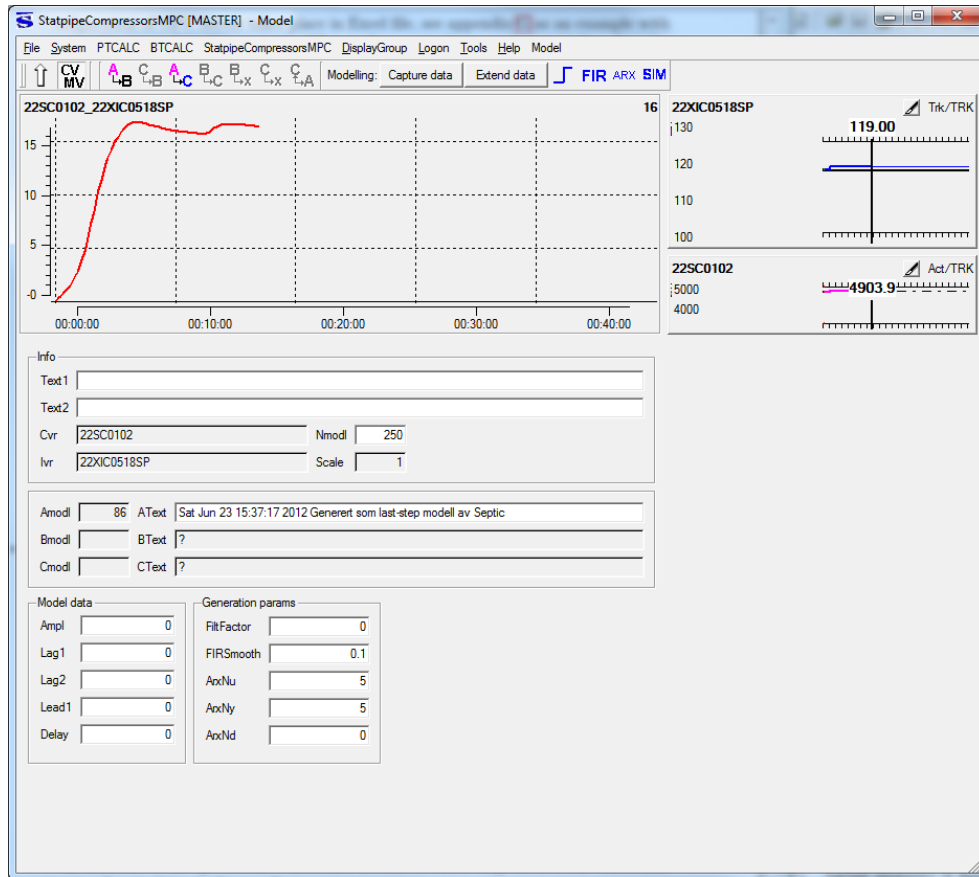 StatpipeCompressorsMPC [MASTER] - Model
File System PTCALC BTCALC StatpipeCompressorsMPC DisplayGroup Logon Tools Help Model
CV MV A B C B A C B C B x C x C A Modelling: Capture data Extend data FIR ARX SIM
22SC0102_22XIC0518SP 16
15
10
5
-0
00:00:00 00:10:00 00:20:00 00:30:00 00:40:00
22XIC0518SP Trk/TRK
130 119.00
120
110
100
22SC0102 Act/TRK
5000 4903.9
4000
Info
Text1
Text2
Cvr 22SC0102 Nmodl 250
Ivr 22XIC0518SP Scale 1
Amodl 86 AText Sat Jun 23 15:37:17 2012 Generert som last-step modell av Septic
Bmodl BText ?
Cmodl CText ?
Model data
Ampl 0
Lag1 0
Lag2 0
Lead1 0
Delay 0
Generation params
FiltFactor 0
FIRSmooth 0.1
ArxNu 5
ArxNy 5
ArxNd 0